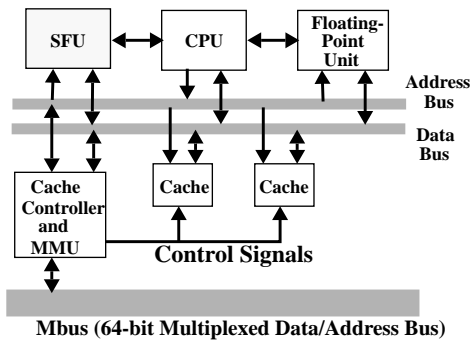 SFU
CPU
Floating-
Point
Unit
Address
Bus
Data
Bus
Cache
Controller
and
MMU
Cache
Cache
Control Signals
Mbus (64-bit Multiplexed Data/Address Bus)